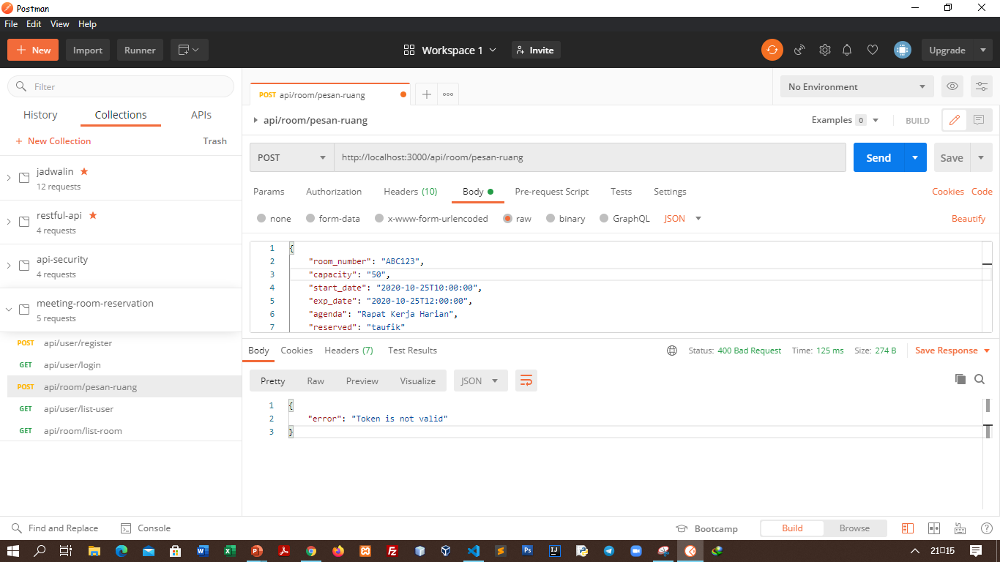 Postman
File Edit View Help
+ New Import Runner Workspace 1 Invite Upgrade
Filter
History Collections APIs
+ New Collection Trash
jadwalin
12 requests
restful-api
4 requests
api-security
4 requests
meeting-room-reservation
5 requests
POST api/user/register
GET api/user/login
POST api/room/pesan-ruang
GET api/user/list-user
GET api/room/list-room
POST api/room/pesan-ruang
No Environment
api/room/pesan-ruang Examples 0 BUILD
POST http://localhost:3000/api/room/pesan-ruang Send Save
Params Authorization Headers (10) Body Pre-request Script Tests Settings Cookies Code
none form-data x-www-form-urlencoded raw binary GraphQL JSON Beautify
1 {
2 "room_number": "ABC123",
3 "capacity": "50",
4 "start_date": "2020-10-25T10:00:00",
5 "exp_date": "2020-10-25T12:00:00",
6 "agenda": "Rapat Kerja Harian",
7 "reserved": "taufik"
Body Cookies Headers (7) Test Results Status: 400 Bad Request Time: 125 ms Size: 274 B Save Response
Pretty Raw Preview Visualize JSON
1 {
2 "error": "Token is not valid"
3 }
Find and Replace Console Bootcamp Build Browse
21□15